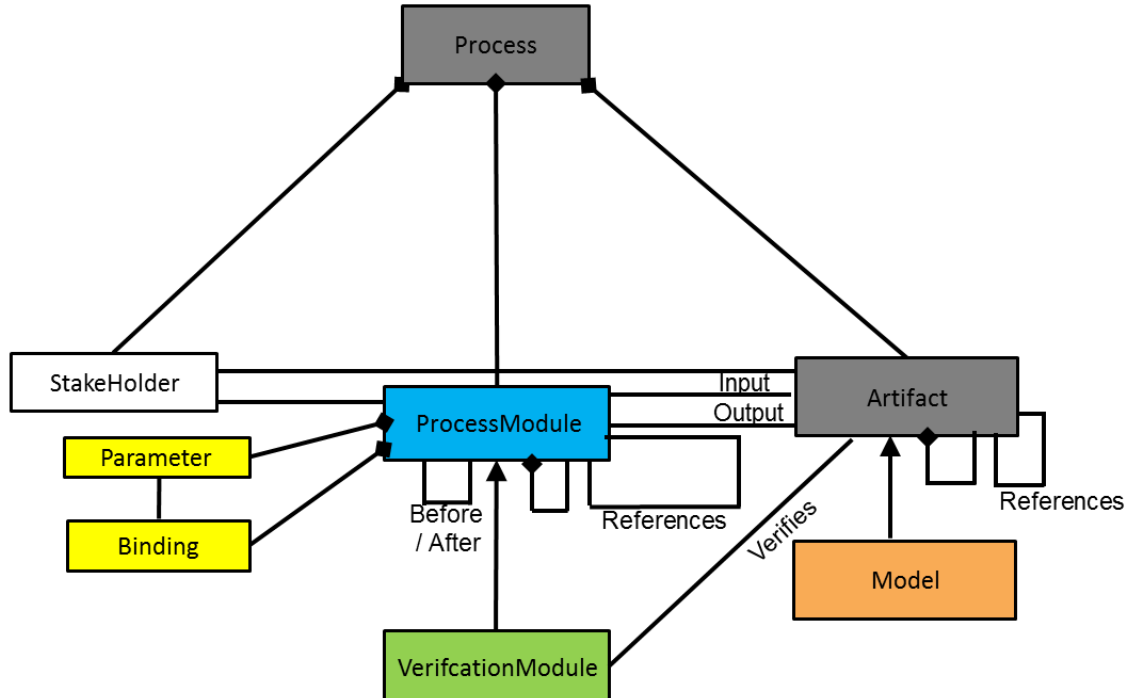 Process
StakeHolder
Input
Artifact
Output
ProcessModule
Parameter
Before
/ After
References
References
Verifies
Binding
Model
VerifcationModule